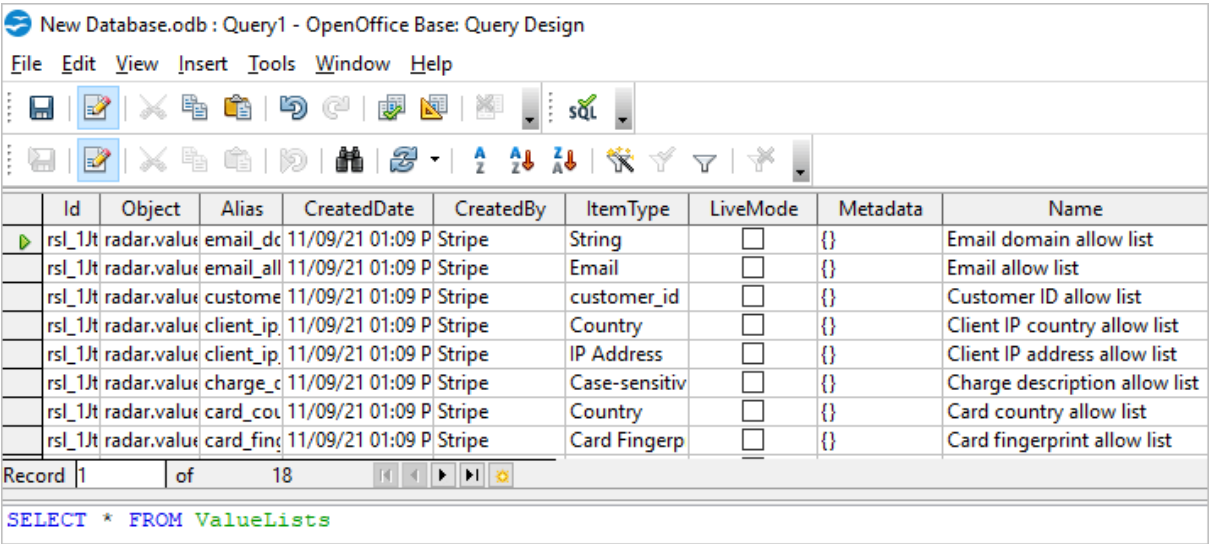 New Database.odb : Query1 - OpenOffice Base: Query Design
File Edit View Insert Tools Window Help
SQL
A Z A Z Z A
Id Object Alias CreatedDate CreatedBy ItemType LiveMode Metadata Name
rsl_1Jt radar.value email_do 11/09/21 01:09 P Stripe String {} Email domain allow list
rsl_1Jt radar.value email_all 11/09/21 01:09 P Stripe Email {} Email allow list
rsl_1Jt radar.value custome 11/09/21 01:09 P Stripe customer_id {} Customer ID allow list
rsl_1Jt radar.value client_ip_ 11/09/21 01:09 P Stripe Country {} Client IP country allow list
rsl_1Jt radar.value client_ip_ 11/09/21 01:09 P Stripe IP Address {} Client IP address allow list
rsl_1Jt radar.value charge_d 11/09/21 01:09 P Stripe Case-sensitiv {} Charge description allow list
rsl_1Jt radar.value card_cou 11/09/21 01:09 P Stripe Country {} Card country allow list
rsl_1Jt radar.value card_fing 11/09/21 01:09 P Stripe Card Fingerp {} Card fingerprint allow list
Record 1 of 18
SELECT * FROM ValueLists